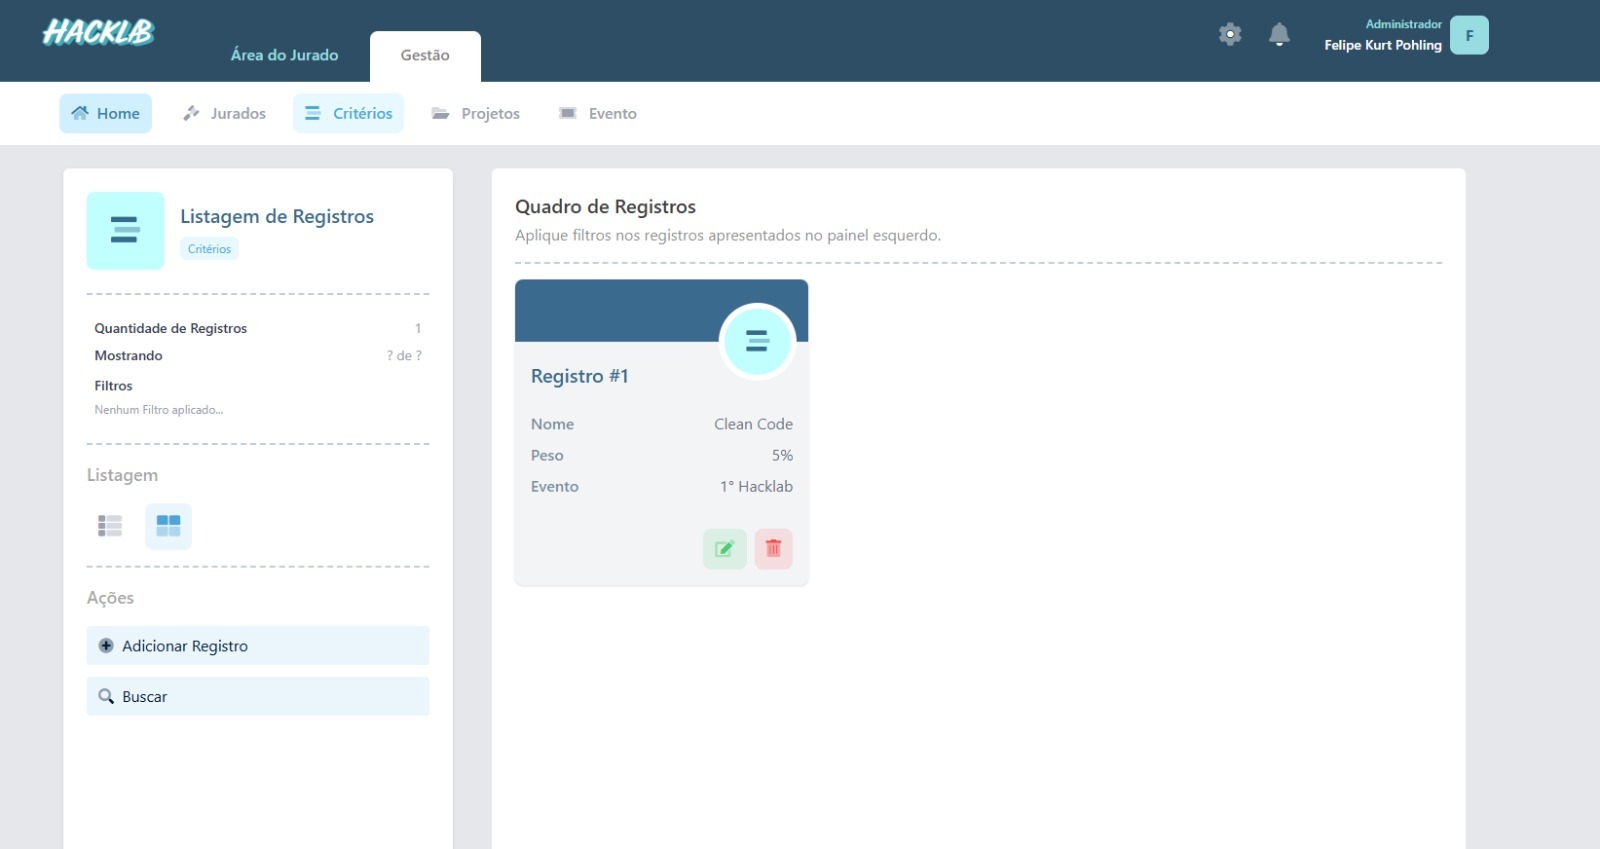 HACKLAB
Área do Jurado
Gestão
Administrador
Felipe Kurt Pohling
F
Home
Jurados
Critérios
Projetos
Evento
Listagem de Registros
Critérios
Quantidade de Registros 1
Mostrando ? de ?
Filtros
Nenhum Filtro aplicado...
Listagem
Ações
Adicionar Registro
Buscar
Quadro de Registros
Aplique filtros nos registros apresentados no painel esquerdo.
Registro #1
Nome Clean Code
Peso 5%
Evento 1° Hacklab